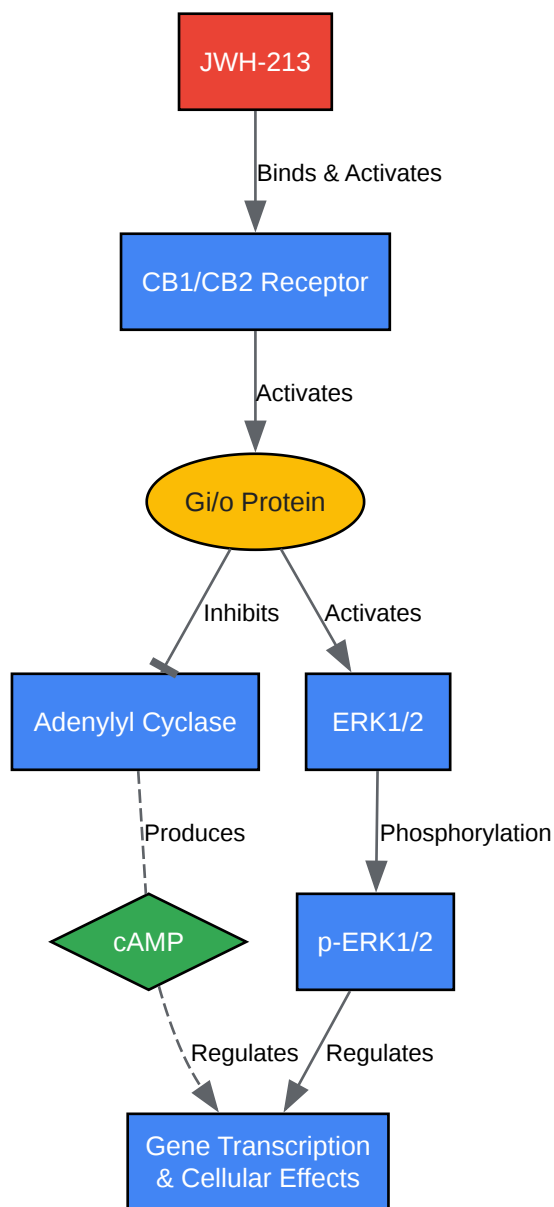 JWH-213
Binds & Activates
CB1/CB2 Receptor
Activates
Gi/o Protein
Inhibits
Activates
Adenylyl Cyclase
ERK1/2
Produces
Phosphorylation
cAMP
p-ERK1/2
Regulates
Regulates
Gene Transcription
& Cellular Effects